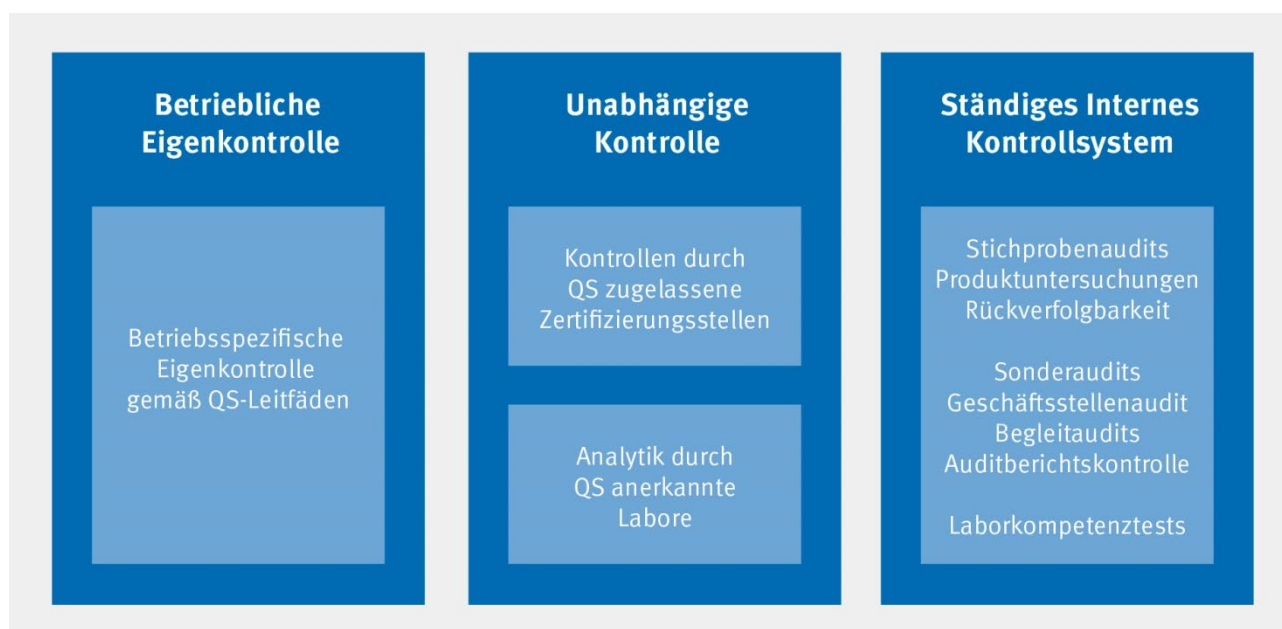 Betriebliche
Eigenkontrolle
Betriebsspezifische
Eigenkontrolle
gemäß QS-Leitfäden
Unabhängige
Kontrolle
Kontrollen durch
QS zugelassene
Zertifizierungsstellen
Analytik durch
QS anerkannte
Labore
Ständiges Internes
Kontrollsystem
Stichprobenaudits
Produktuntersuchungen
Rückverfolgbarkeit
Sonderaudits
Geschäftsstellenaudit
Begleitaudits
Auditberichtskontrolle
Laborkompetenztests